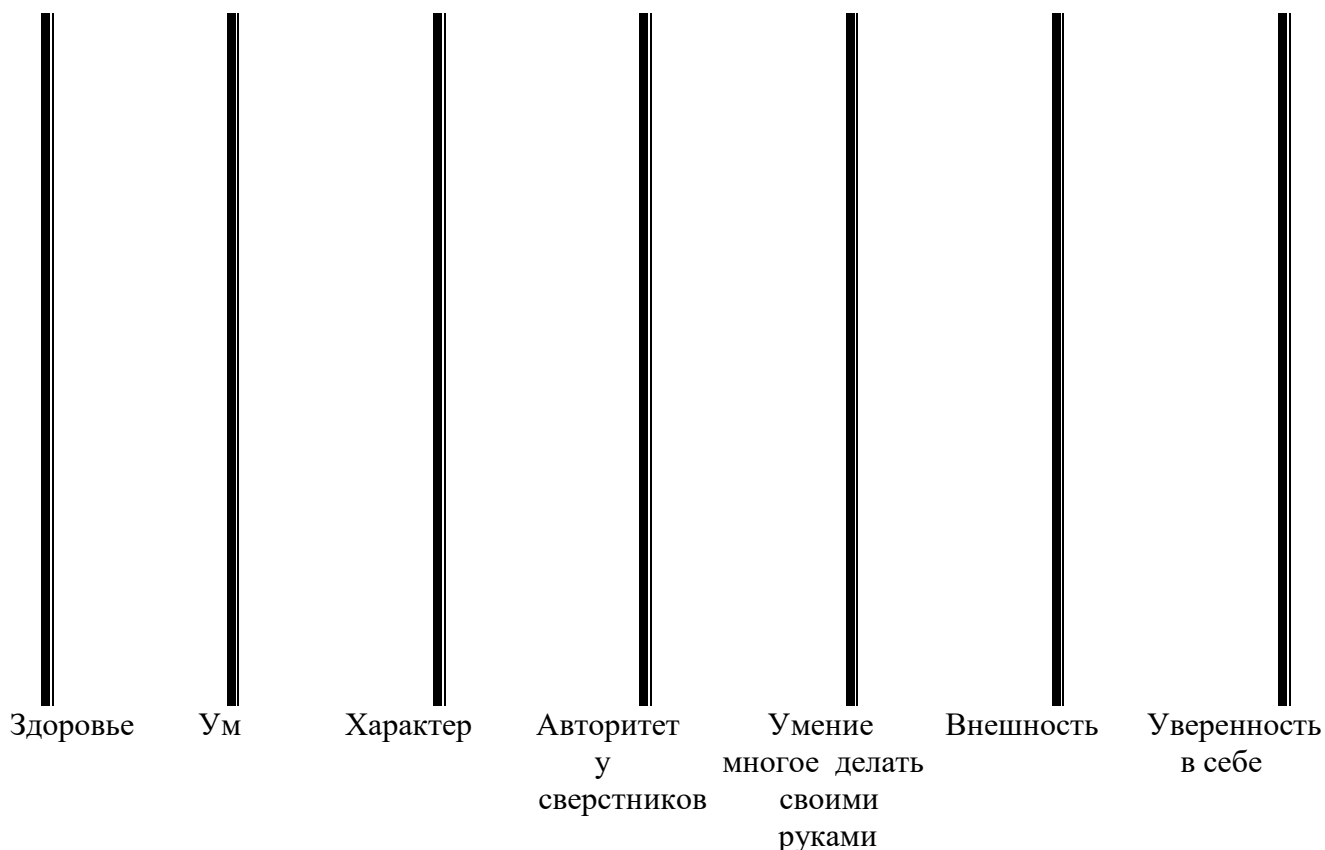 Здоровье Ум Характер Авторитет Умение Внешность Уверенность
у многое делать в себе
сверстников своими
руками